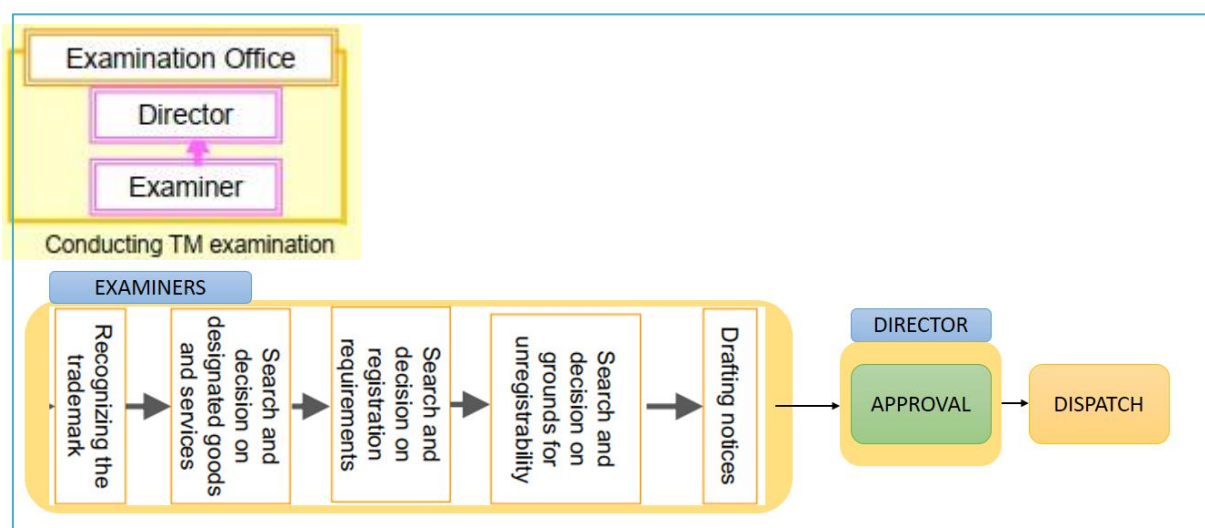 Examination Office
Director
Examiner
Conducting TM examination
EXAMINERS
Recognizing the
trademark
Search and
decision on
designated goods
and services
Search and
decision on
registration
requirements
Search and
decision on
grounds for
unregistrability
Drafting notices
DIRECTOR
APPROVAL
DISPATCH